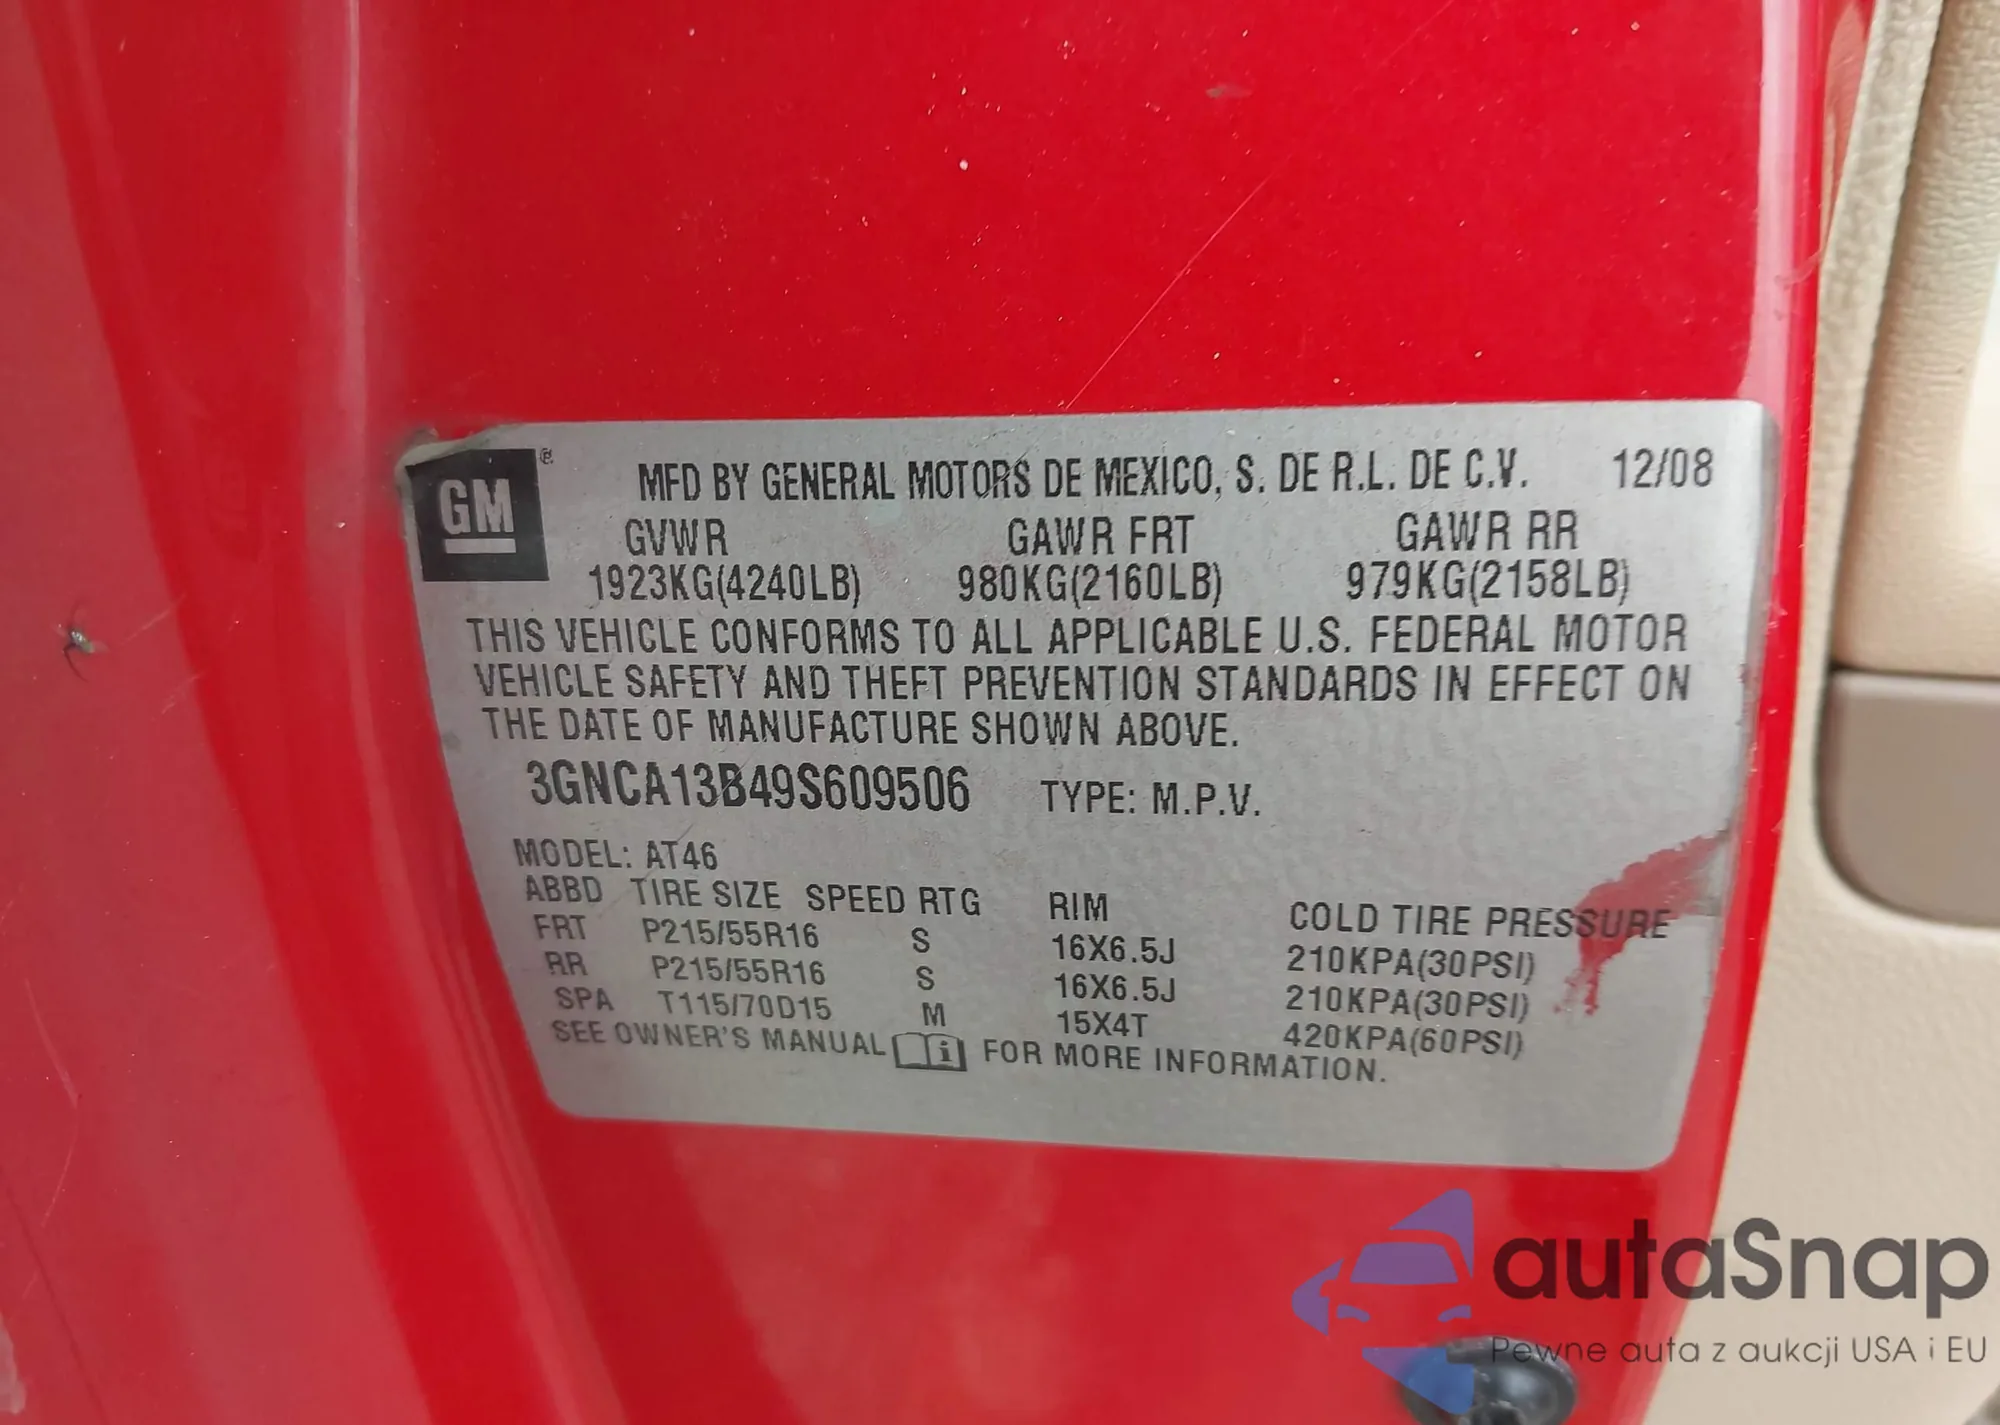 GM ®
MFD BY GENERAL MOTORS DE MEXICO, S. DE R.L. DE C.V. 12/08
GVWR GAWR FRT GAWR RR
1923KG(4240LB) 980KG(2160LB) 979KG(2158LB)
THIS VEHICLE CONFORMS TO ALL APPLICABLE U.S. FEDERAL MOTOR
VEHICLE SAFETY AND THEFT PREVENTION STANDARDS IN EFFECT ON
THE DATE OF MANUFACTURE SHOWN ABOVE.
3GNCA13B49S609506 TYPE: M.P.V.
MODEL: AT46
ABBD TIRE SIZE SPEED RTG RIM COLD TIRE PRESSURE
FRT P215/55R16 S 16X6.5J 210KPA(30PSI)
RR P215/55R16 S 16X6.5J 210KPA(30PSI)
SPA T115/70D15 M 15X4T 420KPA(60PSI)
SEE OWNER'S MANUAL i FOR MORE INFORMATION.
autaSnap
Pewne auta z aukcji USA i EU